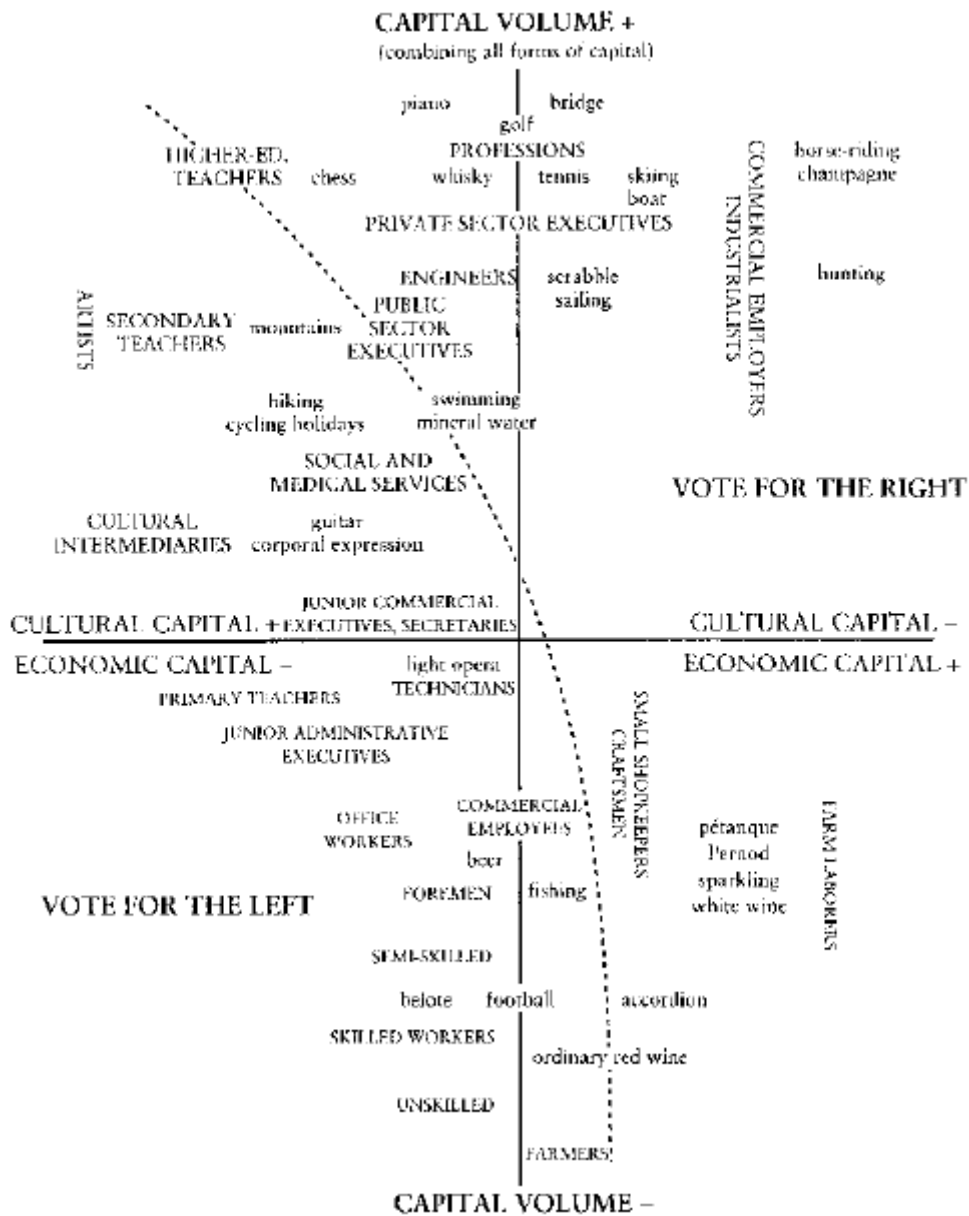 CAPITAL VOLUME +
(combining all forms of capital)
piano
bridge
golf
PROFESSIONS
HIGHER-ED.
TEACHERS
chess
whisky
tennis
skiing
boat
horse-riding
champagne
COMMERCIAL EMPLOYERS
INDUSTRIALISTS
PRIVATE SECTOR EXECUTIVES
ENGINEERS
scrabble
sailing
hunting
ARTISTS
SECONDARY
TEACHERS
mountains
PUBLIC
SECTOR
EXECUTIVES
hiking
cycling holidays
swimming
mineral water
SOCIAL AND
MEDICAL SERVICES
VOTE FOR THE RIGHT
CULTURAL
INTERMEDIARIES
guitar
corporal expression
JUNIOR COMMERCIAL
EXECUTIVES, SECRETARIES
CULTURAL CAPITAL +
CULTURAL CAPITAL –
ECONOMIC CAPITAL –
ECONOMIC CAPITAL +
light opera
TECHNICIANS
PRIMARY TEACHERS
JUNIOR ADMINISTRATIVE
EXECUTIVES
SMALL SHOPKEEPERS
CRAFTSMEN
OFFICE
WORKERS
COMMERCIAL
EMPLOYEES
beer
pétanque
Pernod
sparkling
white wine
FARM LABORERS
VOTE FOR THE LEFT
FOREMEN
fishing
SEMI-SKILLED
belote
football
accordion
SKILLED WORKERS
ordinary red wine
UNSKILLED
FARMERS
CAPITAL VOLUME –